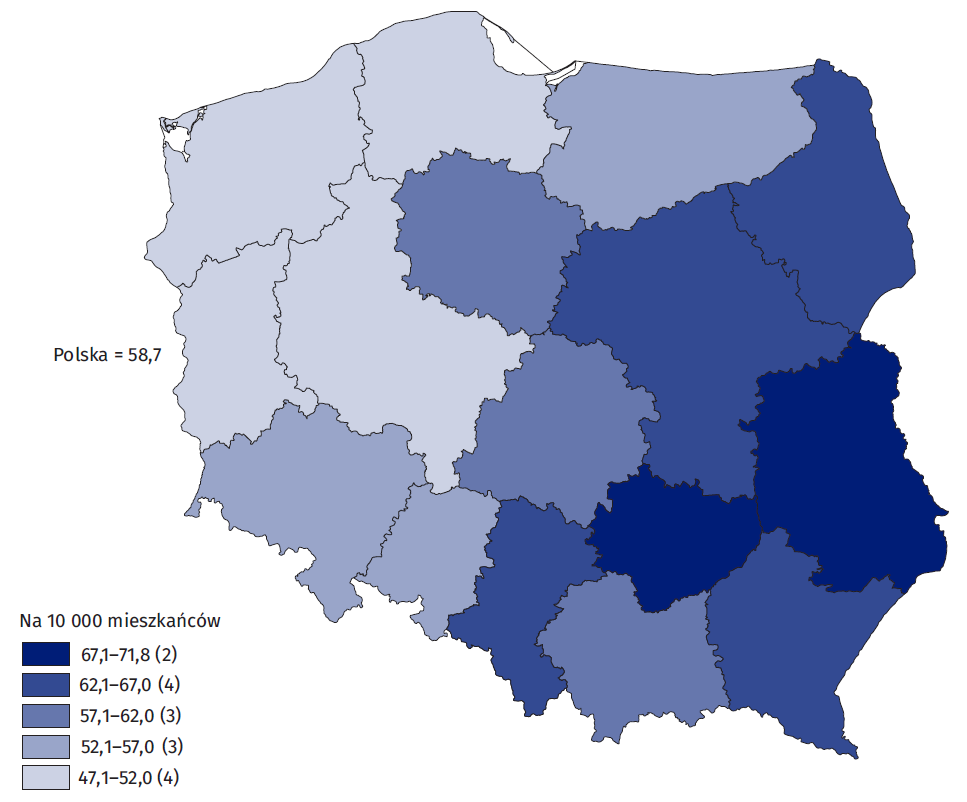 Polska = 58,7
Na 10 000 mieszkańców
67,1–71,8 (2)
62,1–67,0 (4)
57,1–62,0 (3)
52,1–57,0 (3)
47,1–52,0 (4)